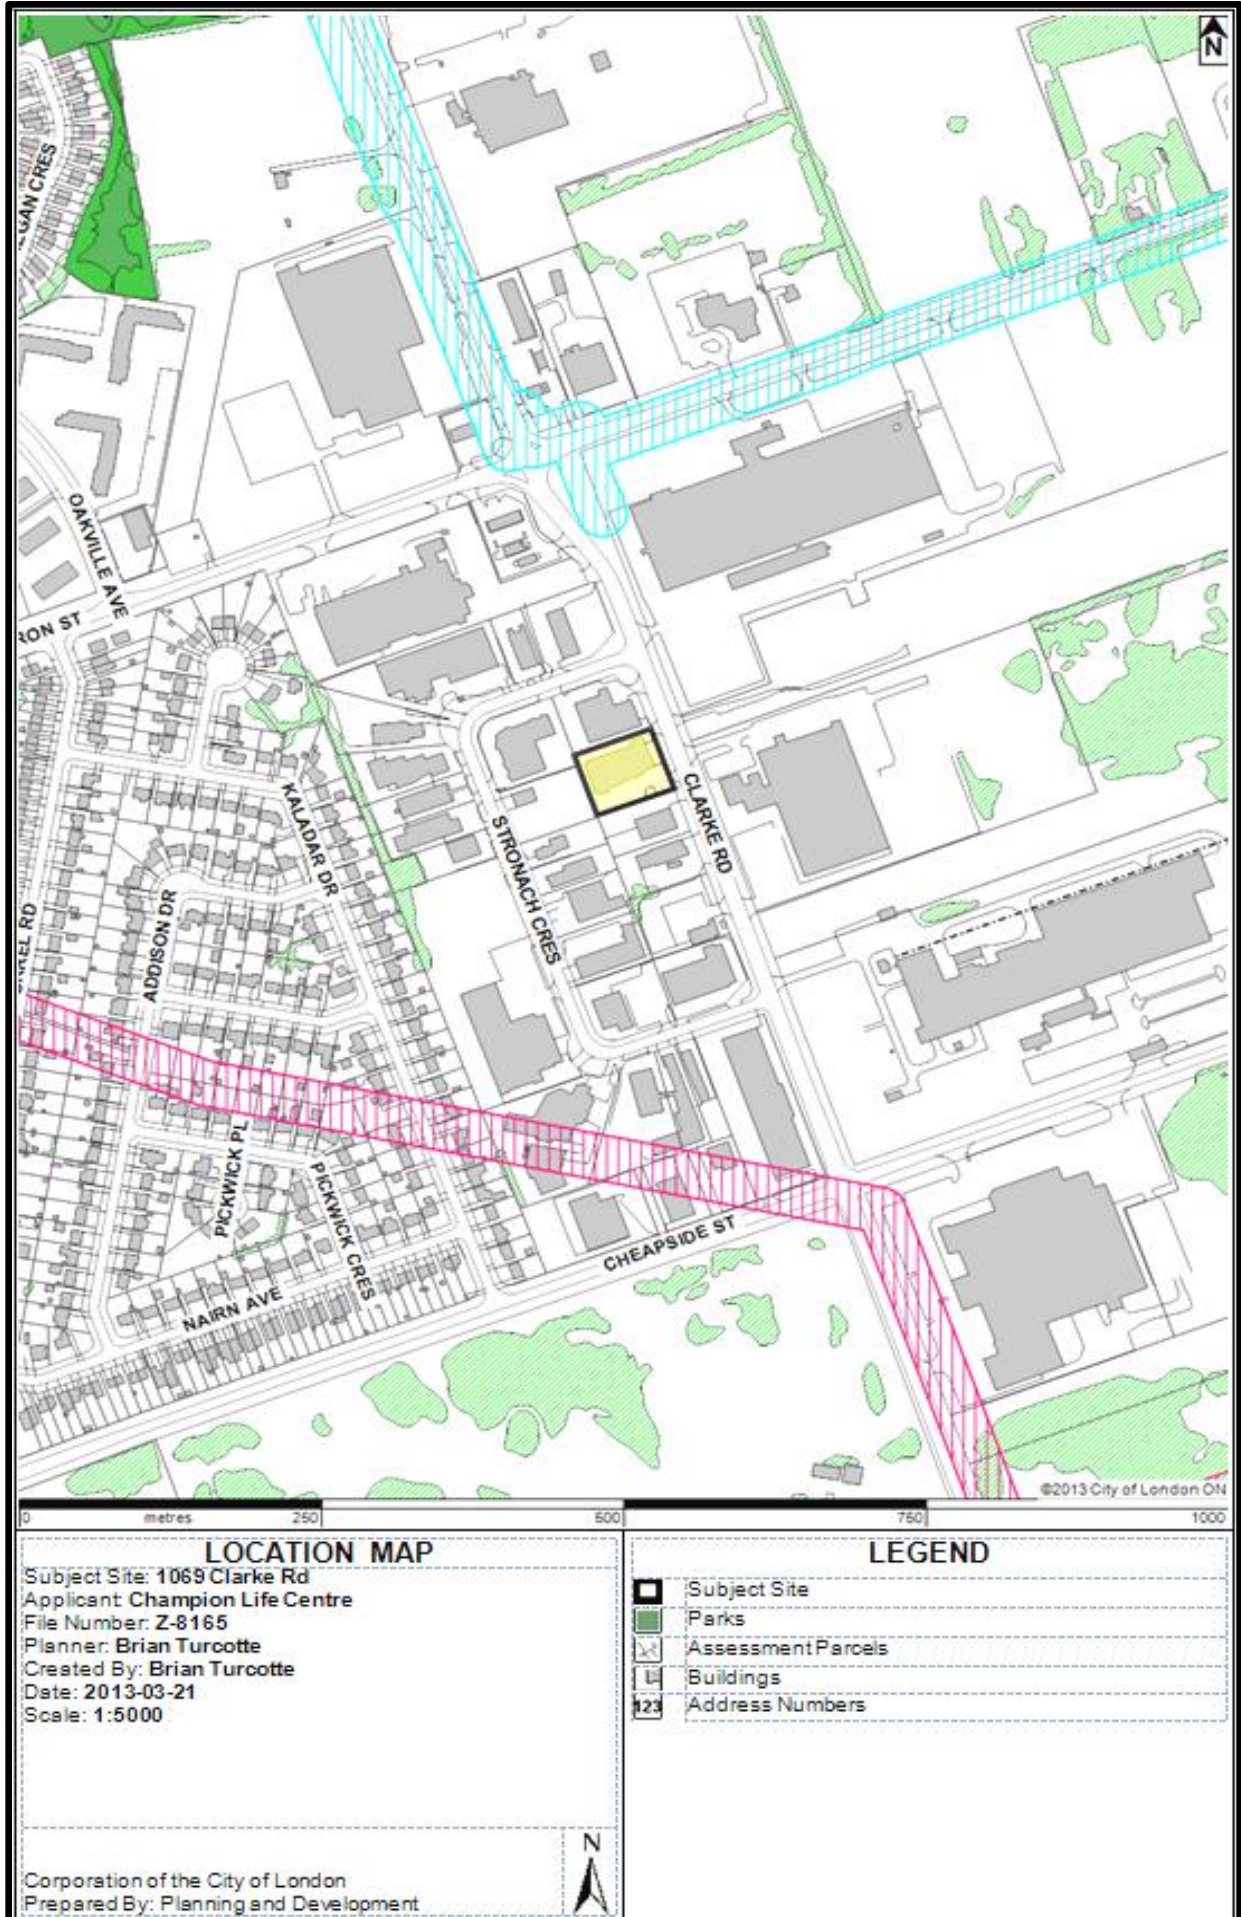 N
EGAN CRES
OAKVILLE AVE
RON ST
KALADAR DR
CLARKE RD
STRONACH CRES
ADDISON DR
RD
PICKWICK PL
PICKWICK CRES
CHEAPSIDE ST
NAIRN AVE
©2013 City of London ON
0 metres 250 500 750 1000
LOCATION MAP
Subject Site: 1069 Clarke Rd
Applicant: Champion Life Centre
File Number: Z-8165
Planner: Brian Turcotte
Created By: Brian Turcotte
Date: 2013-03-21
Scale: 1:5000
Corporation of the City of London
Prepared By: Planning and Development
N
LEGEND
Subject Site
Parks
Assessment Parcels
Buildings
123 Address Numbers